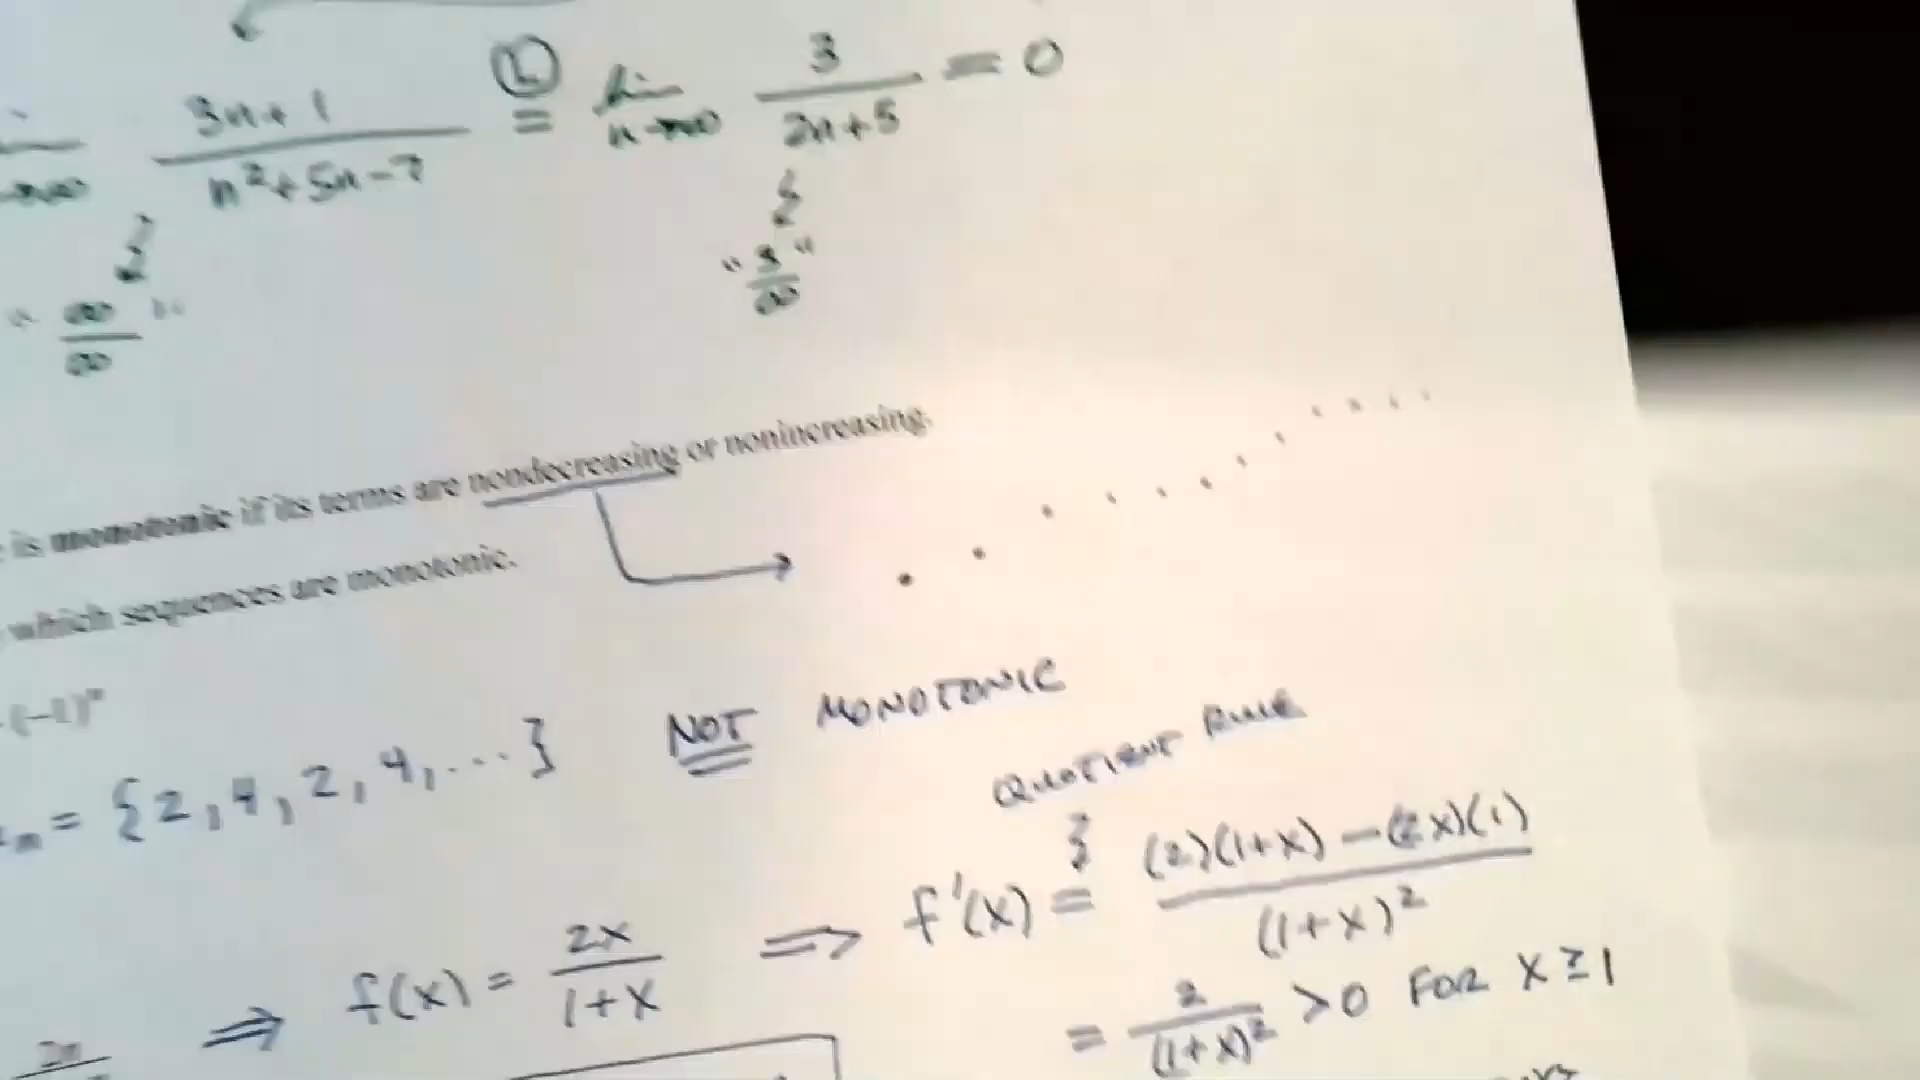 3n+1 / n²+5n-7 Ⓛ= lim n→∞ 3 / 2n+5 = 0
" ∞/∞ " " 3/∞ "
is monotonic if its terms are nondecreasing or nonincreasing.
which sequences are monotonic.
(-1)ⁿ
= {2, 4, 2, 4, ...} NOT MONOTONIC
QUOTIENT RULE
⇒ f(x) = 2x / 1+x ⇒ f'(x) = (2)(1+x) - (2x)(1) / (1+x)²
= 2 / (1+x)² > 0 FOR X ≥ 1
2n